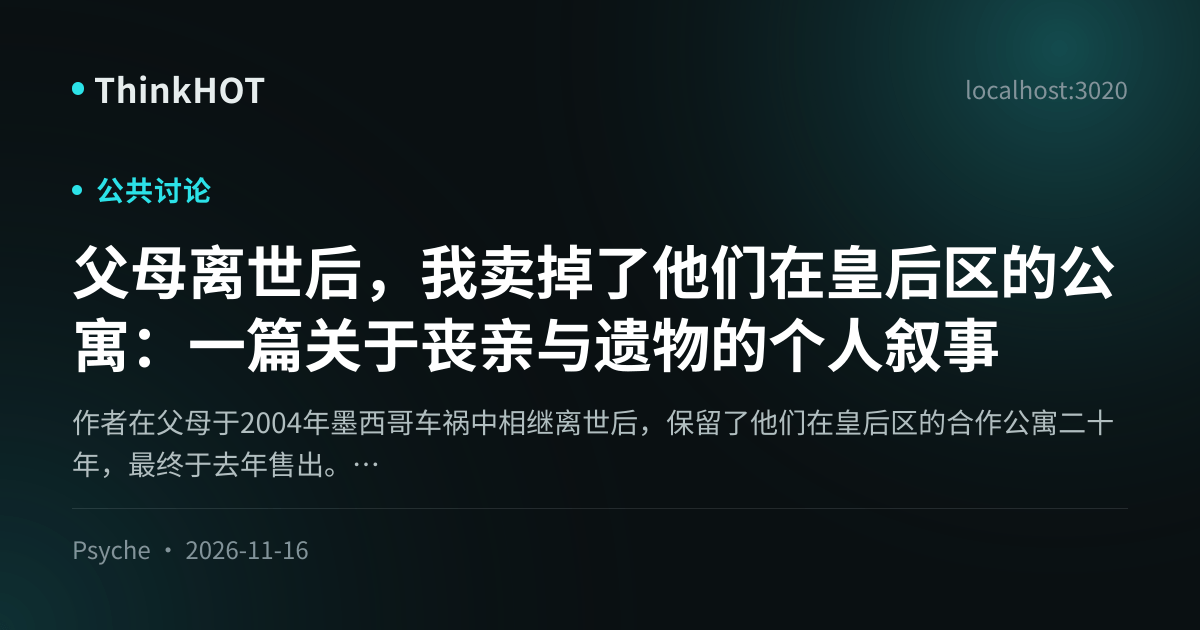 ThinkHOT
localhost:3020
公共讨论
父母离世后，我卖掉了他们在皇后区的公
寓：一篇关于丧亲与遗物的个人叙事
作者在父母于2004年墨西哥车祸中相继离世后，保留了他们在皇后区的合作公寓二十
年，最终于去年售出。…
Psyche · 2026-11-16